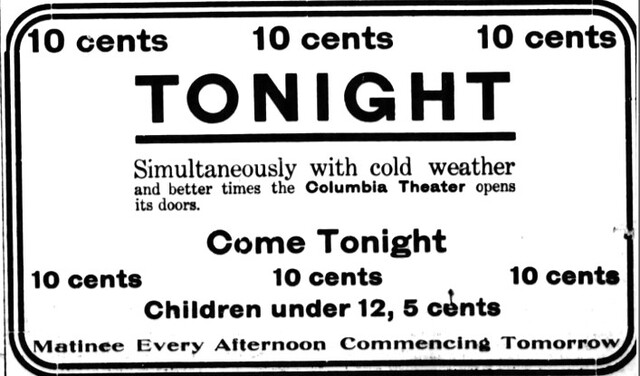 10 cents 10 cents 10 cents
TONIGHT
Simultaneously with cold weather
and better times the Columbia Theater opens
its doors.
Come Tonight
10 cents 10 cents 10 cents
Children under 12, 5 cents
Matinee Every Afternoon Commencing Tomorrow